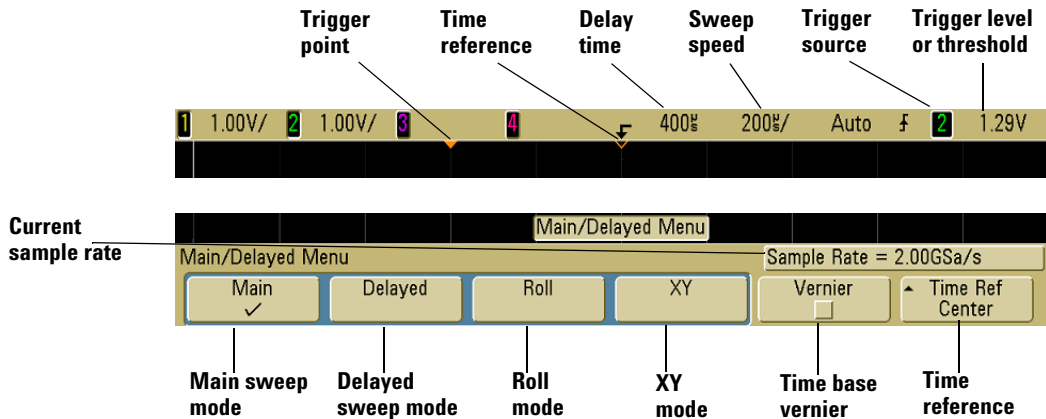 Trigger point
Time reference
Delay time
Sweep speed
Trigger source
Trigger level or threshold
1 1.00V/ 2 1.00V/ 3 4 400µs 200µs/ Auto 2 1.29V
Current sample rate
Main/Delayed Menu
Main/Delayed Menu
Sample Rate = 2.00GSa/s
Main
Delayed
Roll
XY
Vernier
Time Ref
Center
Main sweep mode
Delayed sweep mode
Roll mode
XY mode
Time base vernier
Time reference